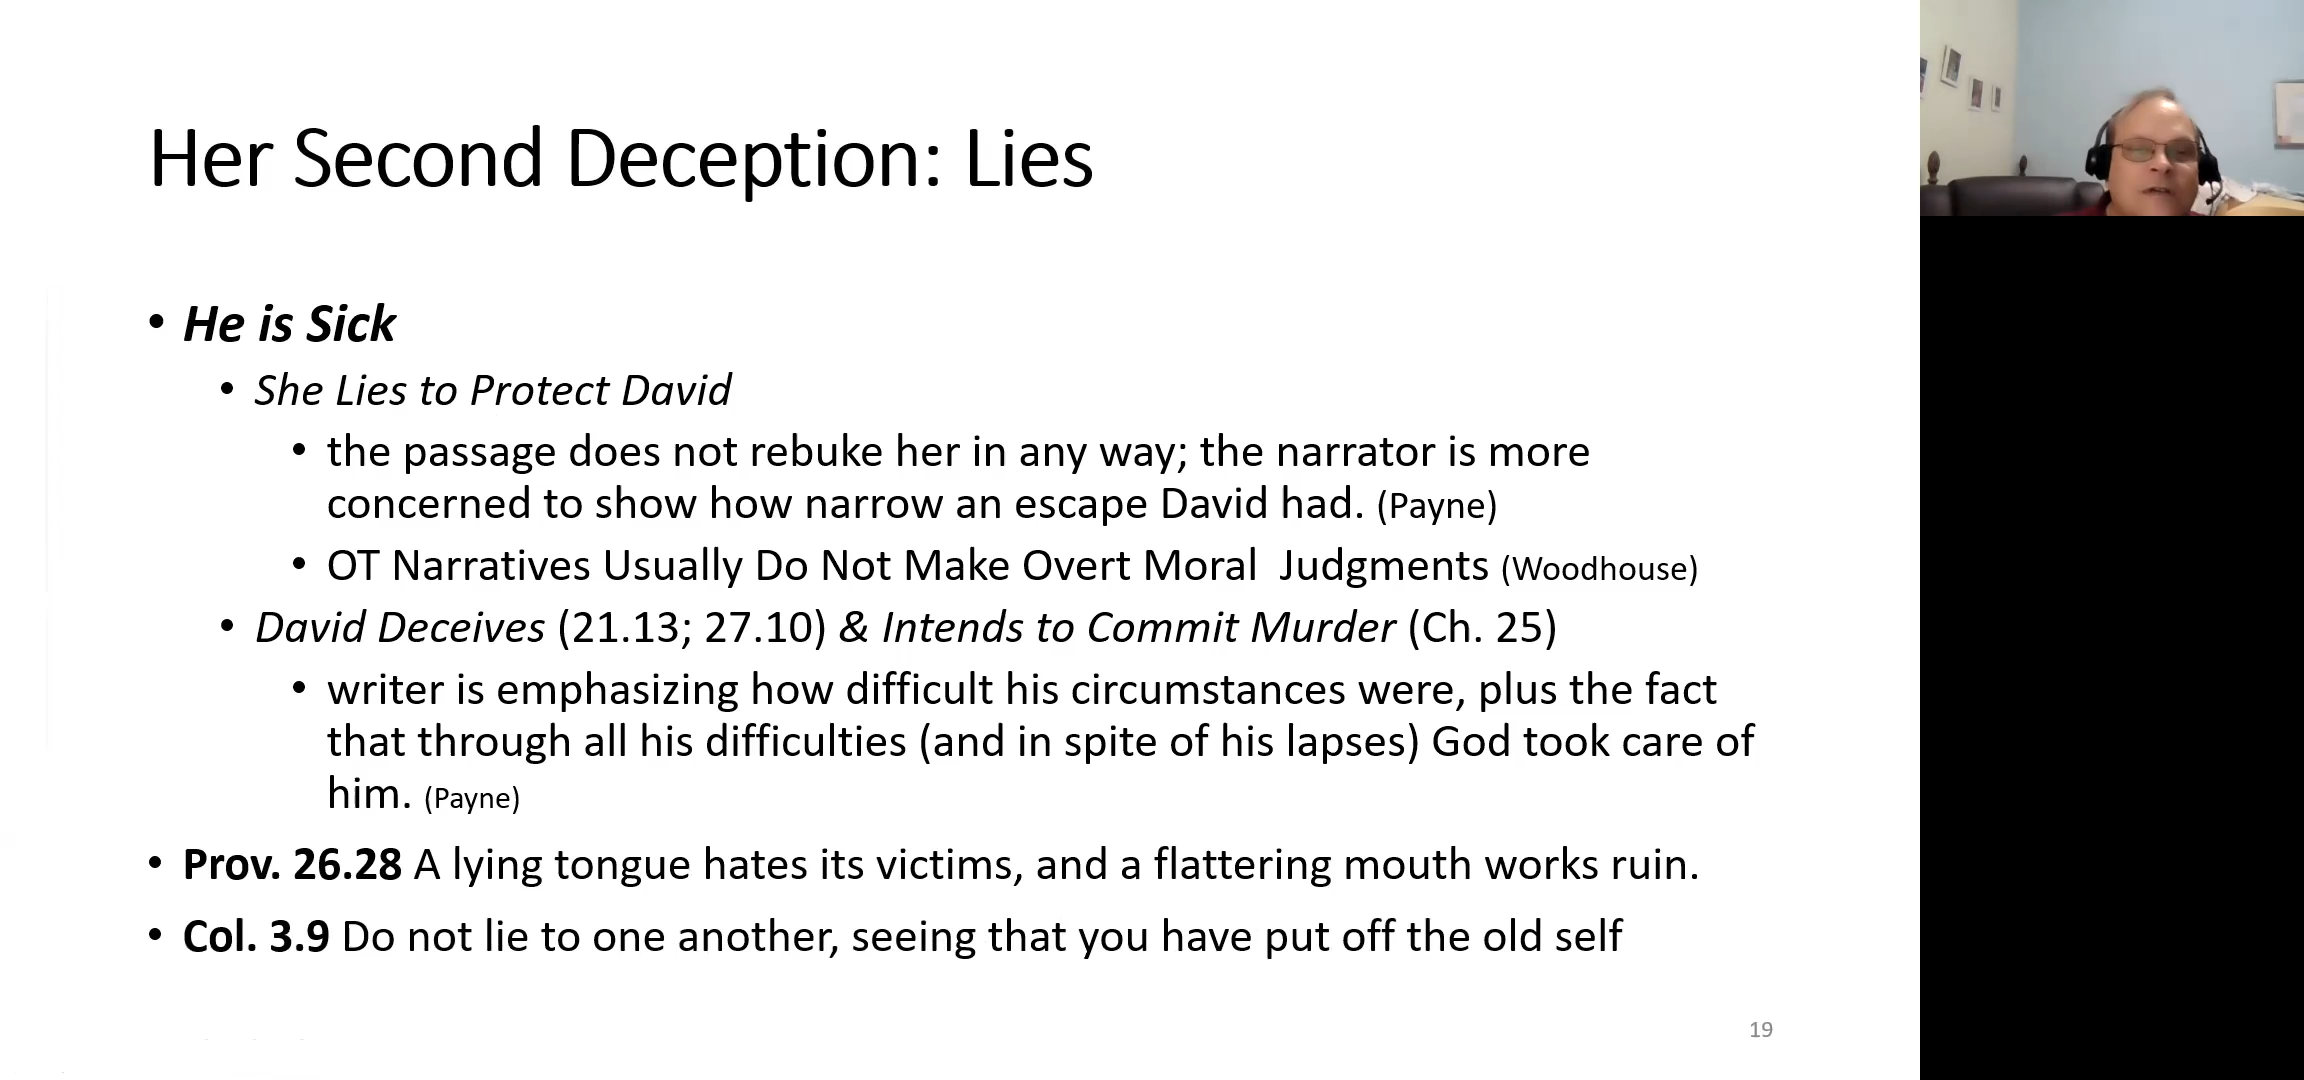 Her Second Deception: Lies
• He is Sick
• She Lies to Protect David
• the passage does not rebuke her in any way; the narrator is more
concerned to show how narrow an escape David had. (Payne)
• OT Narratives Usually Do Not Make Overt Moral  Judgments (Woodhouse)
• David Deceives (21.13; 27.10) & Intends to Commit Murder (Ch. 25)
• writer is emphasizing how difficult his circumstances were, plus the fact
that through all his difficulties (and in spite of his lapses) God took care of
him. (Payne)
• Prov. 26.28 A lying tongue hates its victims, and a flattering mouth works ruin.
• Col. 3.9 Do not lie to one another, seeing that you have put off the old self
19